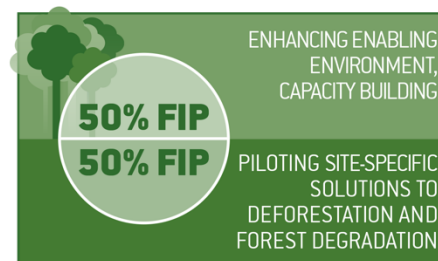 ENHANCING ENABLING
ENVIRONMENT,
CAPACITY BUILDING
50% FIP
50% FIP
PILOTING SITE-SPECIFIC
SOLUTIONS TO
DEFORESTATION AND
FOREST DEGRADATION